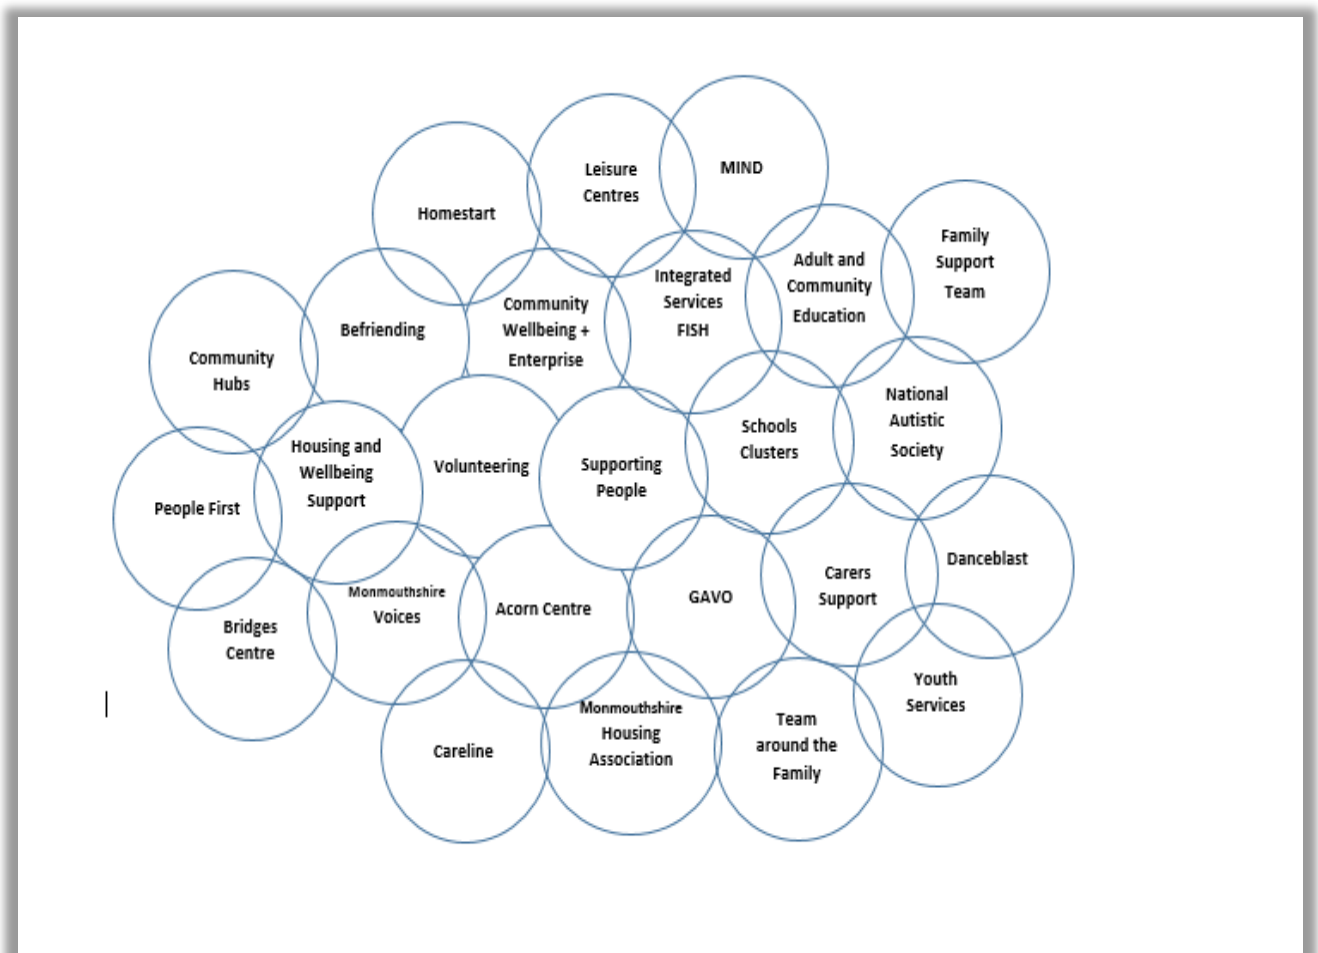 MIND
Leisure
Centres
Homestart
Family
Support
Team
Adult and
Community
Education
Integrated
Services
FISH
Community
Wellbeing +
Enterprise
Befriending
Community
Hubs
National
Autistic
Society
Schools
Clusters
Supporting
People
Volunteering
Housing and
Wellbeing
Support
People First
Danceblast
Carers
Support
GAVO
Acorn Centre
Monmouthshire
Voices
Bridges
Centre
Youth
Services
Team
around the
Family
Monmouthshire
Housing
Association
Careline